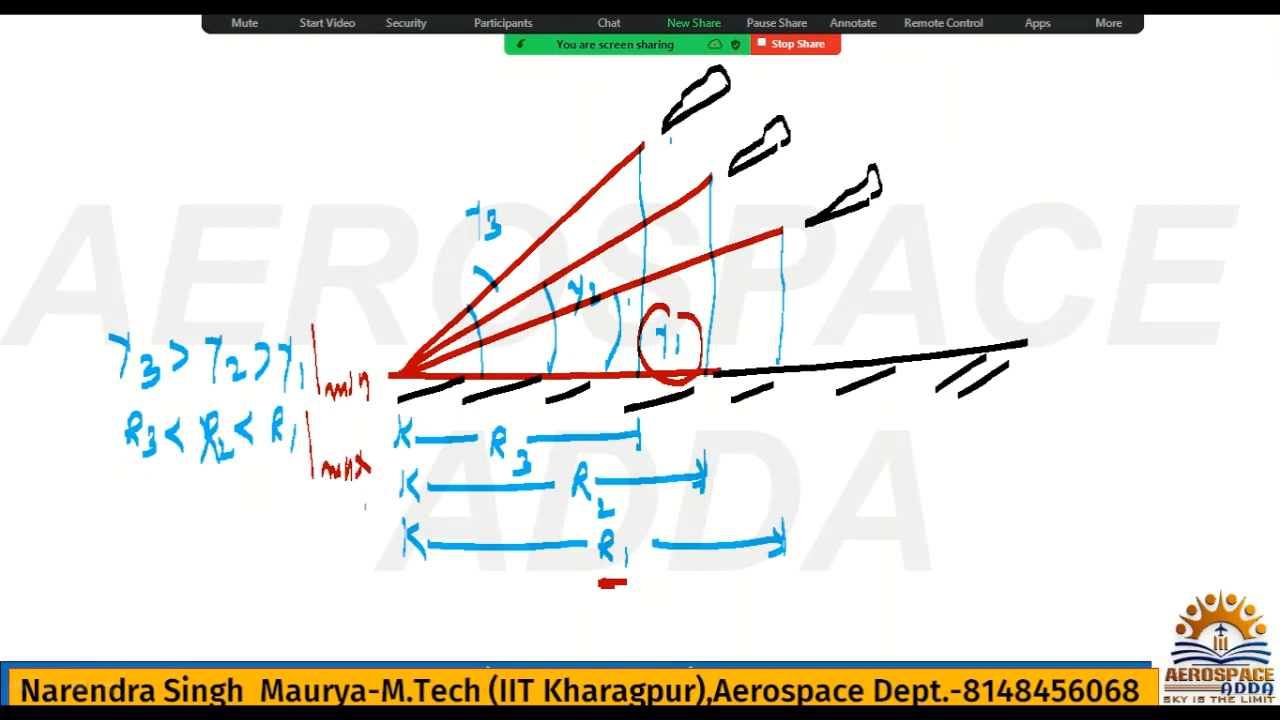 Mute Start Video Security Participants Chat New Share Pause Share Annotate Remote Control Apps More
You are screen sharing Stop Share
AEROSPACE
ADDA
γ3
γ2
γ1
γ3 > γ2 > γ1|min
R3 < R2 < R1|max
R3
R2
R1
Narendra Singh Maurya-M.Tech (IIT Kharagpur),Aerospace Dept.-8148456068
AEROSPACE
ADDA
SKY IS THE LIMIT